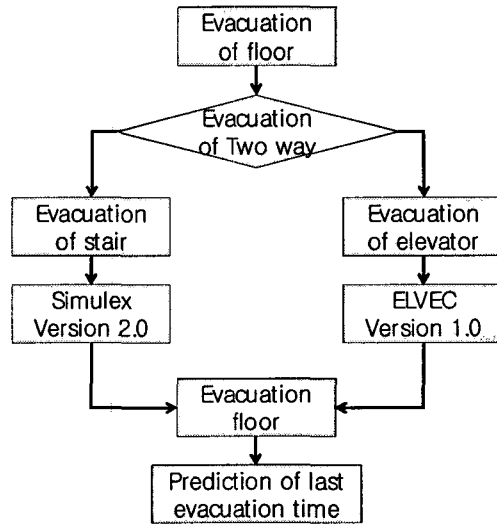 Evacuation
of floor
Evacuation
of Two way
Evacuation
of stair
Evacuation
of elevator
Simulex
Version 2.0
ELVEC
Version 1.0
Evacuation
floor
Prediction of last
evacuation time